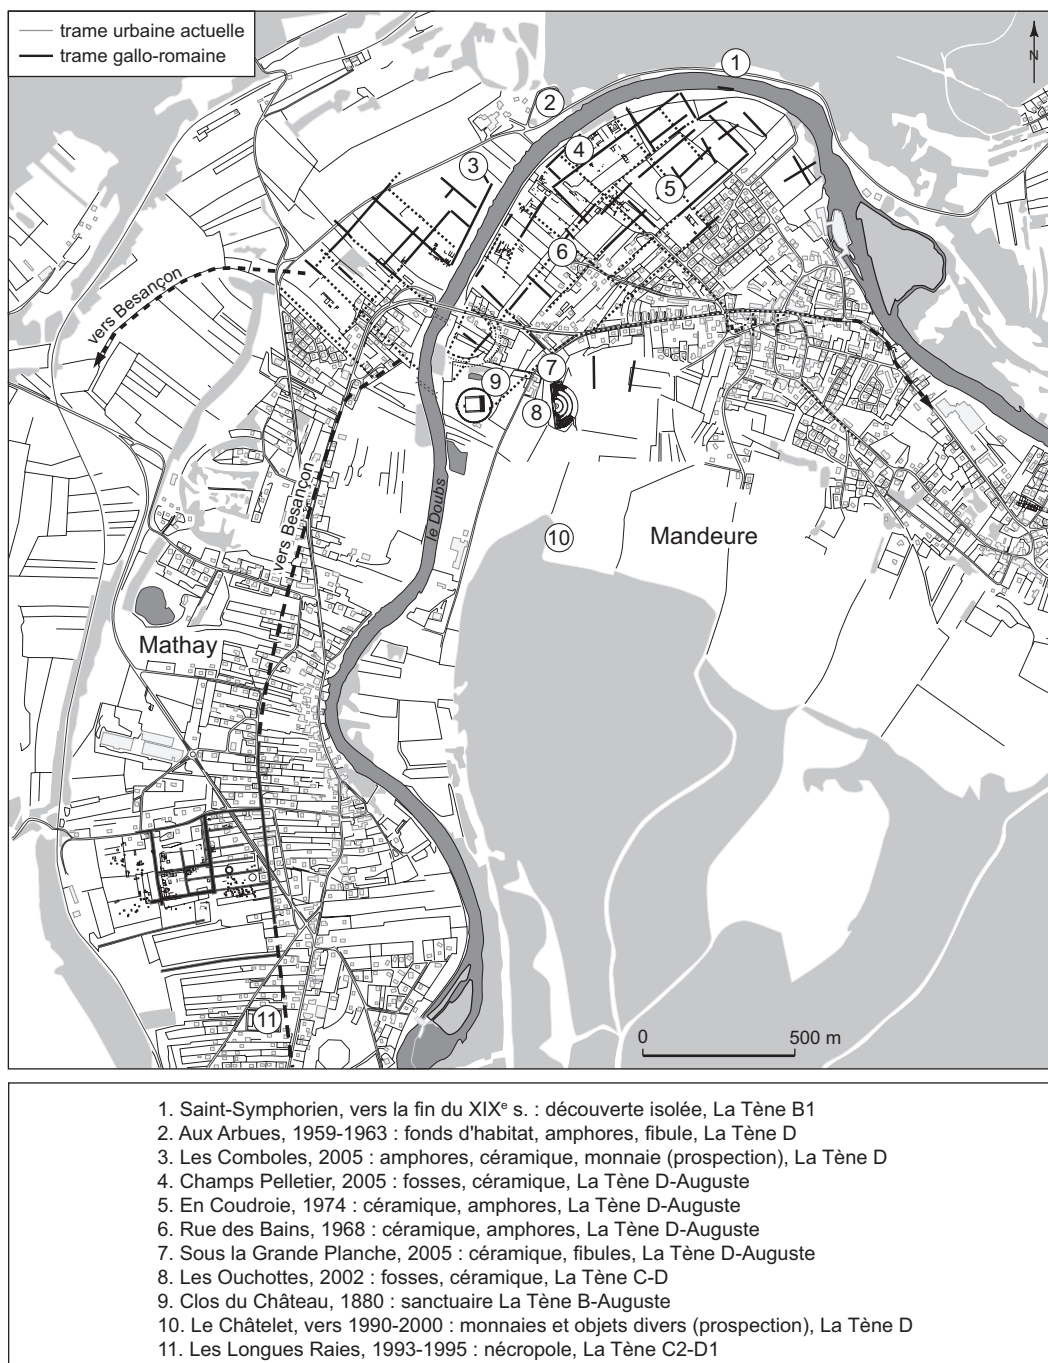 trame urbaine actuelle
trame gallo-romaine
N
1
2
3
4
5
6
7
8
9
10
11
vers Besançon
vers Besançon
le Doubs
Mandeure
Mathay
0 500 m
1. Saint-Symphorien, vers la fin du XIXe s. : découverte isolée, La Tène B1
2. Aux Arbues, 1959-1963 : fonds d'habitat, amphores, fibule, La Tène D
3. Les Comboles, 2005 : amphores, céramique, monnaie (prospection), La Tène D
4. Champs Pelletier, 2005 : fosses, céramique, La Tène D-Auguste
5. En Coudroie, 1974 : céramique, amphores, La Tène D-Auguste
6. Rue des Bains, 1968 : céramique, amphores, La Tène D-Auguste
7. Sous la Grande Planche, 2005 : céramique, fibules, La Tène D-Auguste
8. Les Ouchottes, 2002 : fosses, céramique, La Tène C-D
9. Clos du Château, 1880 : sanctuaire La Tène B-Auguste
10. Le Châtelet, vers 1990-2000 : monnaies et objets divers (prospection), La Tène D
11. Les Longues Raies, 1993-1995 : nécropole, La Tène C2-D1